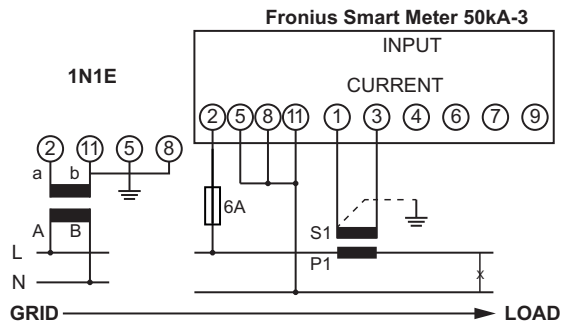 Fronius Smart Meter 50kA-3
INPUT
1N1E
CURRENT
2 5 8 11 1 3 4 6 7 9
2 11 5 8
a b
6A
A B
S1
L
P1
x
N
GRID LOAD